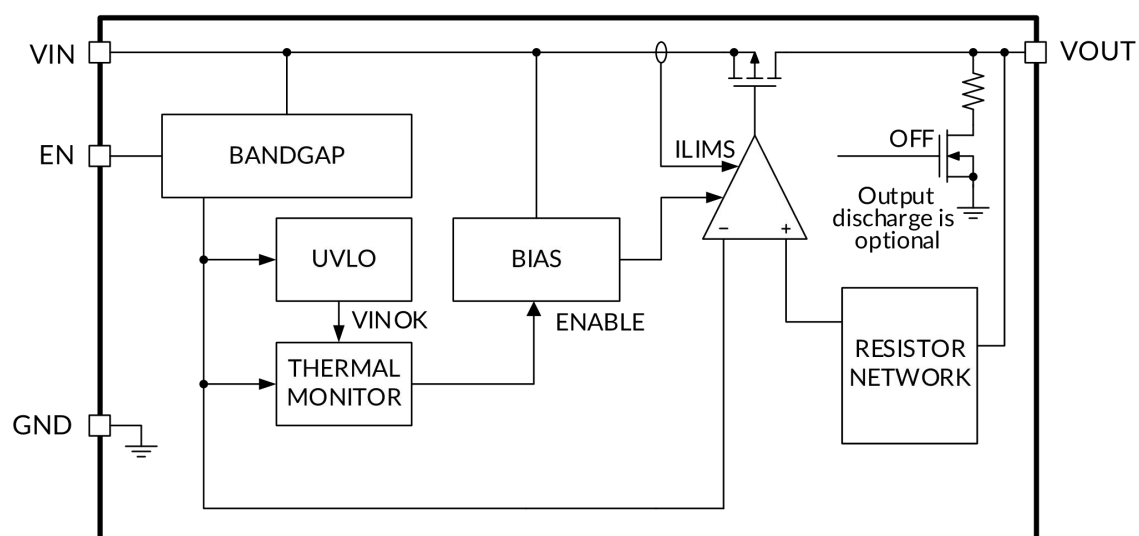 VIN
VOUT
EN
BANDGAP
ILIMS
OFF
Output
discharge is
optional
− +
UVLO
BIAS
VINOK
ENABLE
THERMAL
MONITOR
RESISTOR
NETWORK
GND